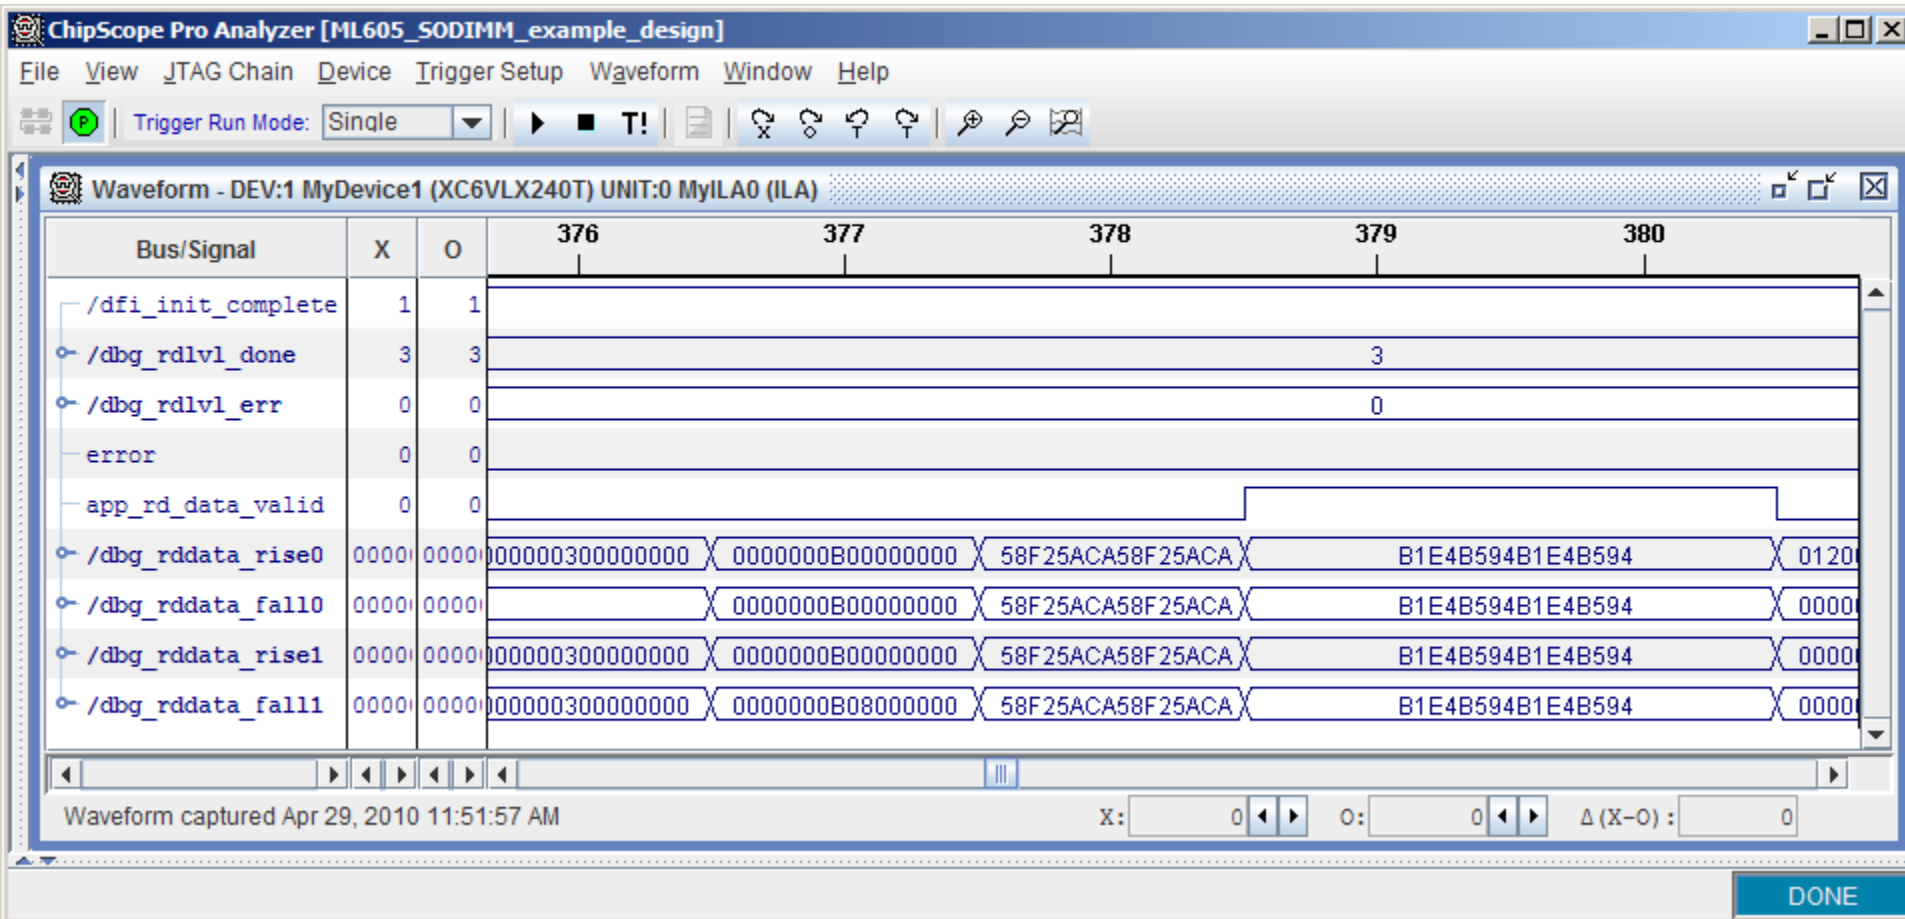 ChipScope Pro Analyzer [ML605_SODIMM_example_design]
File View JTAG Chain Device Trigger Setup Waveform Window Help
P Trigger Run Mode: Single T! X O T T
Waveform - DEV:1 MyDevice1 (XC6VLX240T) UNIT:0 MyILA0 (ILA)
Bus/Signal X O 376 377 378 379 380
/dfi_init_complete 1 1
/dbg_rdlvl_done 3 3 3
/dbg_rdlvl_err 0 0 0
error 0 0
app_rd_data_valid 0 0
/dbg_rddata_rise0 0000 0000 000000300000000 0000000B00000000 58F25ACA58F25ACA B1E4B594B1E4B594 0120
/dbg_rddata_fall0 0000 0000 0000000B00000000 58F25ACA58F25ACA B1E4B594B1E4B594 0000
/dbg_rddata_rise1 0000 0000 000000300000000 0000000B00000000 58F25ACA58F25ACA B1E4B594B1E4B594 0000
/dbg_rddata_fall1 0000 0000 000000300000000 0000000B08000000 58F25ACA58F25ACA B1E4B594B1E4B594 0000
Waveform captured Apr 29, 2010 11:51:57 AM X: 0 O: 0 Δ(X-O): 0
DONE